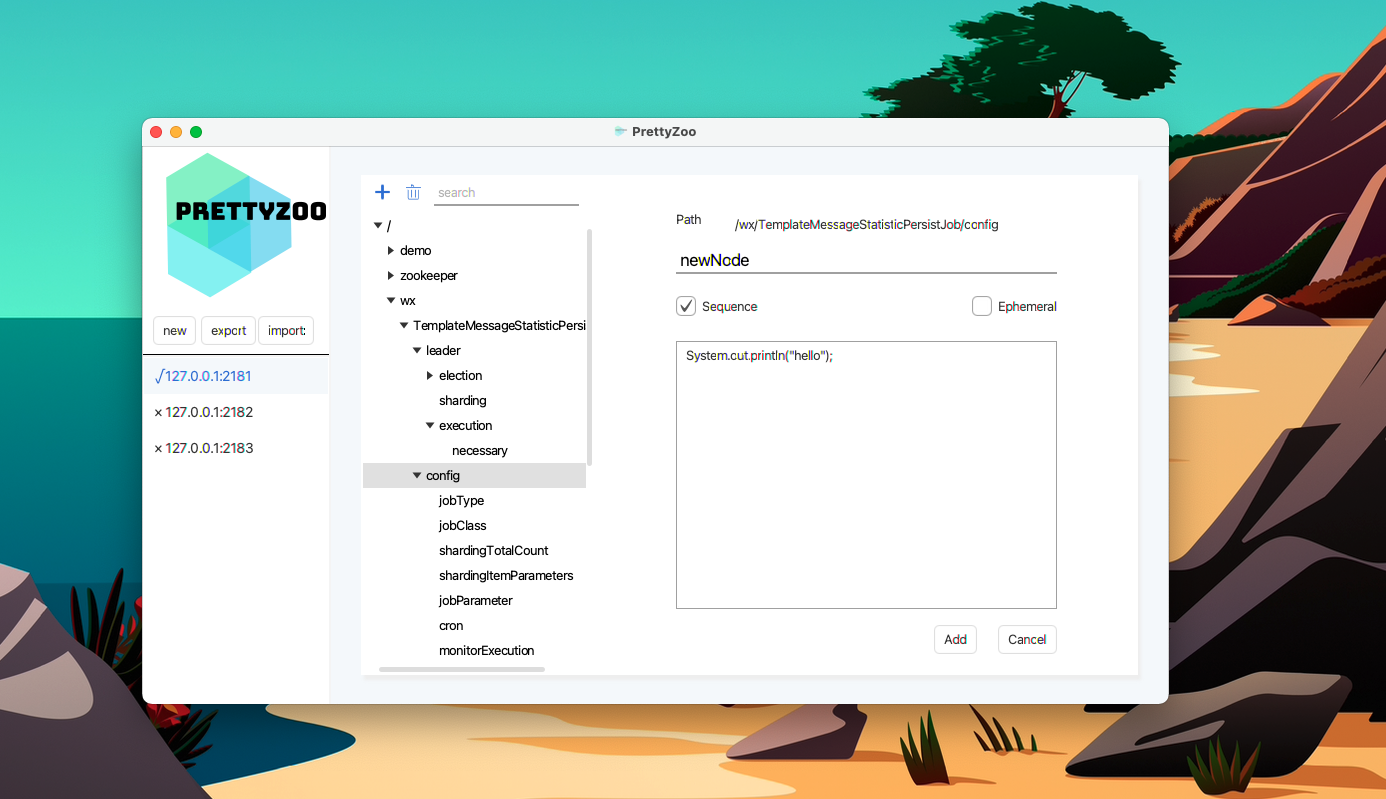 PrettyZoo
PRETTYZOO
new
export
import
√127.0.0.1:2181
× 127.0.0.1:2182
× 127.0.0.1:2183
search
/
demo
zookeeper
wx
TemplateMessageStatisticPersi
leader
election
sharding
execution
necessary
config
jobType
jobClass
shardingTotalCount
shardingItemParameters
jobParameter
cron
monitorExecution
Path /wx/TemplateMessageStatisticPersistJob/config
newNode
Sequence Ephemeral
System.out.println("hello");
Add Cancel